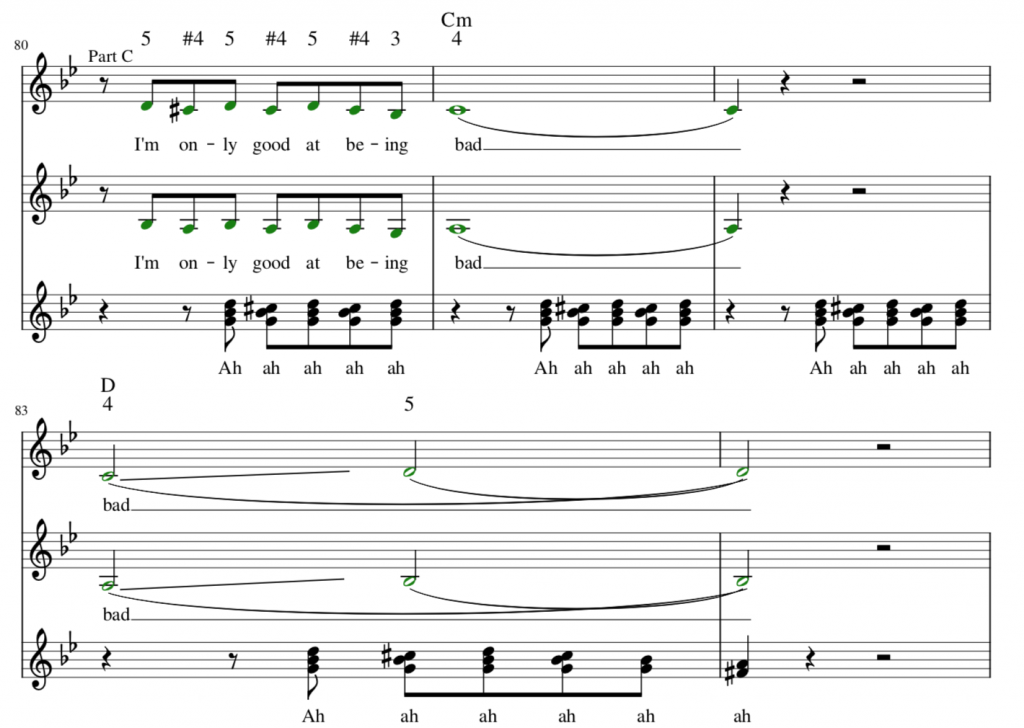 Cm
5 #4 5 #4 5 #4 3 4
80
Part C
I'm on - ly good at be - ing bad
I'm on - ly good at be - ing bad
Ah ah ah ah ah Ah ah ah ah ah Ah ah ah ah ah
D
4 5
83
bad
bad
Ah ah ah ah ah ah